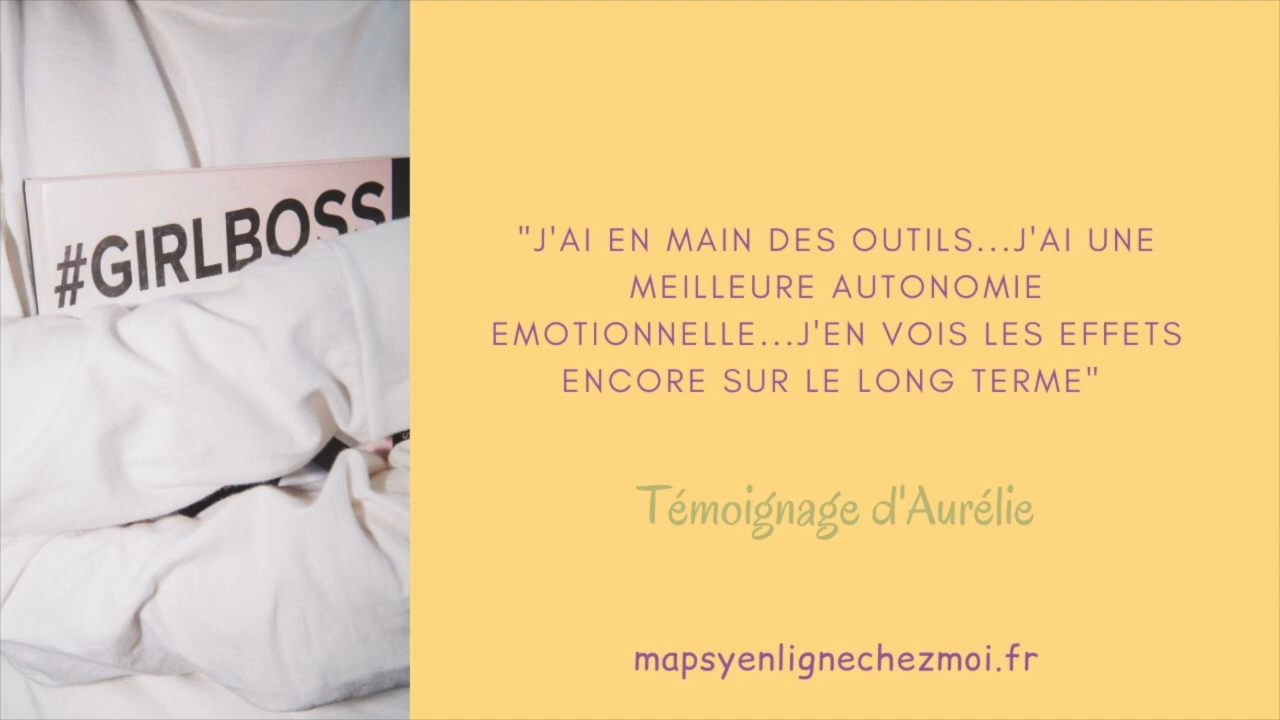 #GIRLBOSS
"J'AI EN MAIN DES OUTILS...J'AI UNE
MEILLEURE AUTONOMIE
EMOTIONNELLE...J'EN VOIS LES EFFETS
ENCORE SUR LE LONG TERME"
Témoignage d'Aurélie
mapsyenlignechezmoi.fr